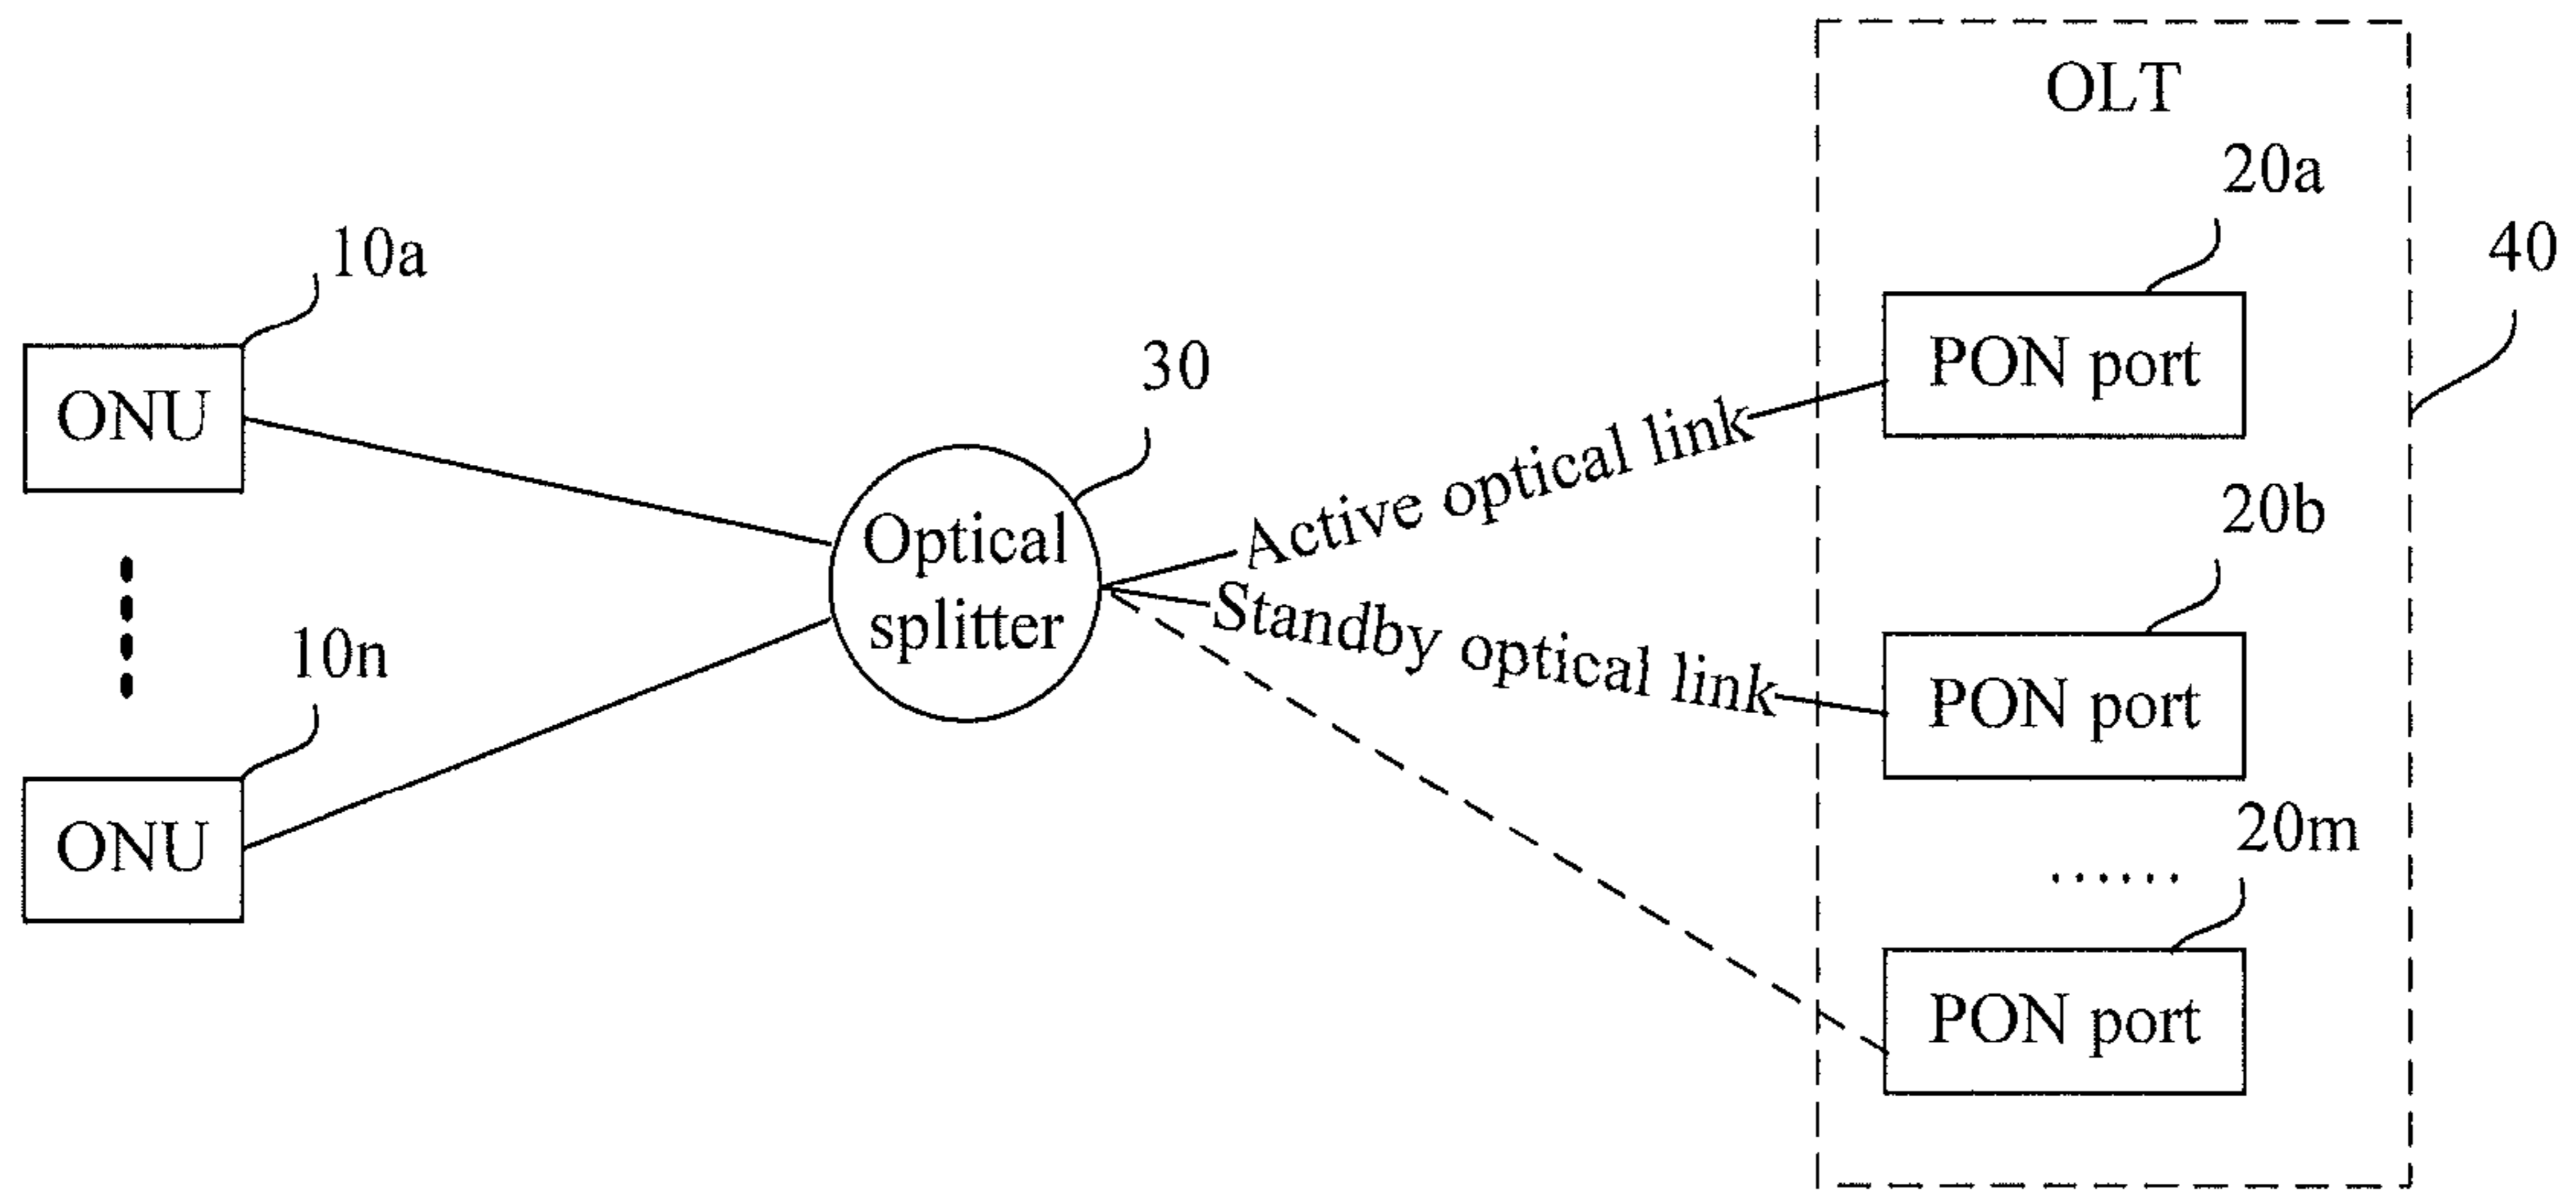 OLT
20a
40
10a
PON port
30
ONU
Active optical link
20b
Optical
splitter
Standby optical link
PON port
10n
20m
ONU
......
PON port